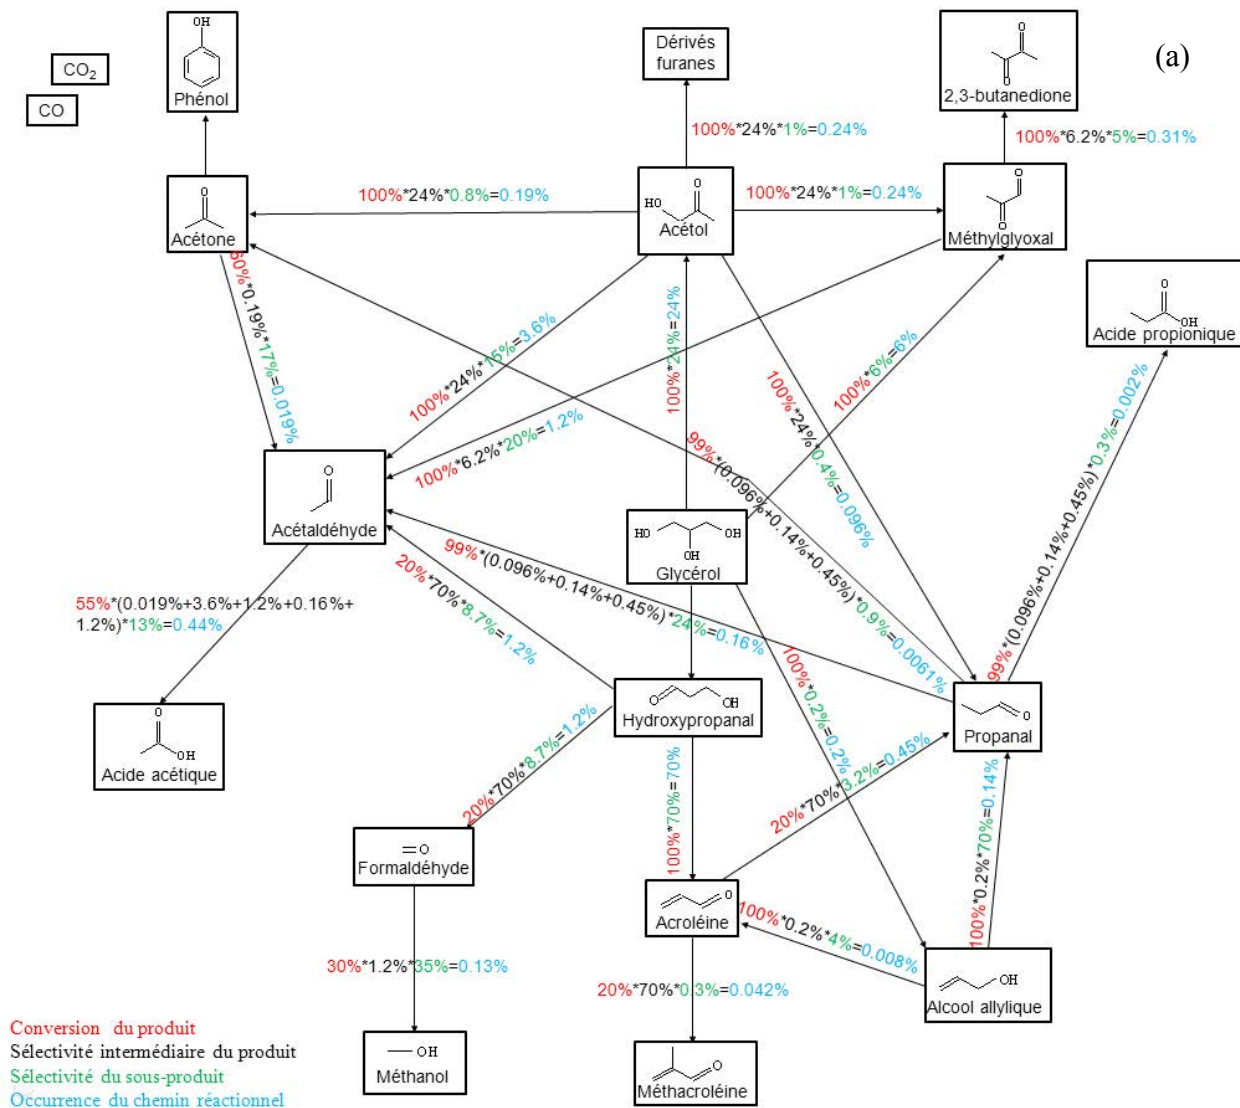 OH
Phénol
CO2
CO
Dérivés
furanes
O
O
2,3-butanedione
(a)
100%*24%*1%=0.24%
100%*6.2%*5%=0.31%
O
Acétone
100%*24%*0.8%=0.19%
HO
O
Acétol
100%*24%*1%=0.24%
O
O
Méthylglyoxal
O
OH
Acide propionique
60%*0.19%*17%=0.019%
100%*24%*15%=3.6%
100%*24%=24%
100%*6.2%*20%=1.2%
100%*6%=6%
100%*24%*0.4%=0.096%
99%*(0.096%+0.14%+0.45%)*0.9%=0.0061%
99%*(0.096%+0.14%+0.45%)*0.3%=0.002%
O
Acétaldéhyde
HO
OH
OH
Glycérol
99%*(0.096%+0.14%+0.45%)*24%=0.16%
20%*70%*8.7%=1.2%
55%*(0.019%+3.6%+1.2%+0.16%+
1.2%)*13%=0.44%
100%*0.2%=0.2%
O
OH
Acide acétique
O
OH
Hydroxypropanal
O
Propanal
20%*70%*8.7%=1.2%
100%*70%=70%
20%*70%*3.2%=0.45%
100%*0.2%*70%=0.14%
O
Formaldéhyde
O
Acroléine
100%*0.2%*4%=0.008%
OH
Alcool allylique
30%*1.2%*35%=0.13%
20%*70%*0.3%=0.042%
OH
Méthanol
O
Méthacroléine
Conversion du produit
Sélectivité intermédiaire du produit
Sélectivité du sous-produit
Occurrence du chemin réactionnel